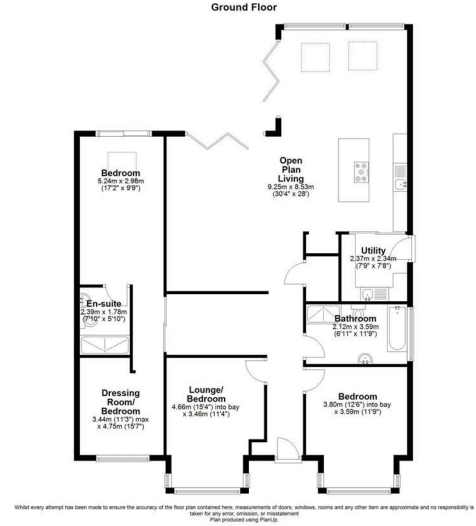 Ground Floor
Bedroom
5.24m x 2.98m
(17'2" x 9'9")
Open
Plan
Living
9.25m x 8.53m
(30'4" x 28')
Utility
2.37m x 2.34m
(7'9" x 7'8")
En-suite
2.39m x 1.78m
(7'10" x 5'10")
Bathroom
2.12m x 3.59m
(6'11" x 11'9")
Dressing
Room/
Bedroom
3.44m (11'3") max
x 4.75m (15'7")
Lounge/
Bedroom
4.66m (15'4") into bay
x 3.46m (11'4")
Bedroom
3.80m (12'6") into bay
x 3.59m (11'9")
Whilst every attempt has been made to ensure the accuracy of the floor plan contained here, measurements of doors, windows, rooms and any other item are approximate and no responsibility is
taken for any error, omission, or misstatement
Plan produced using PlanUp.